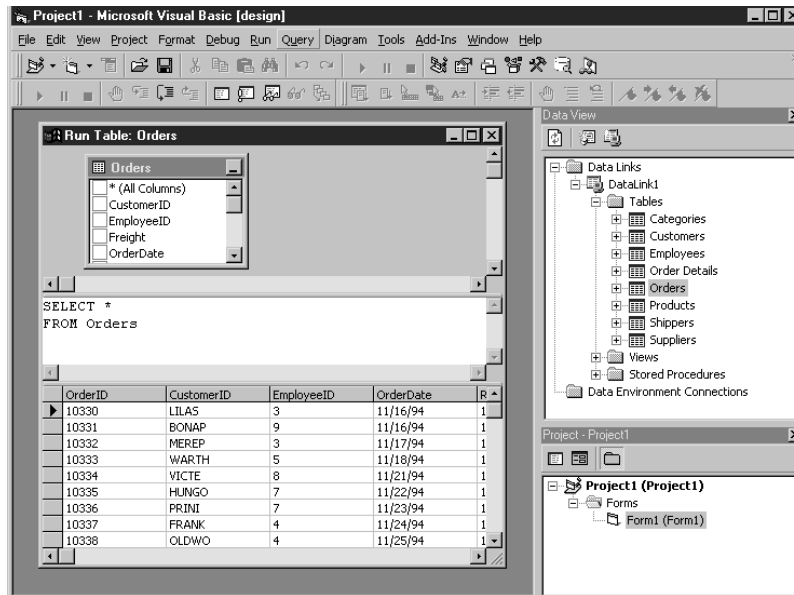 Project1 - Microsoft Visual Basic [design]
File Edit View Project Format Debug Run Query Diagram Tools Add-Ins Window Help
Data View
Run Table: Orders
Orders
* (All Columns)
CustomerID
EmployeeID
Freight
OrderDate
SELECT *
FROM Orders
OrderID CustomerID EmployeeID OrderDate R
10330 LILAS 3 11/16/94 1
10331 BONAP 9 11/16/94 1
10332 MEREP 3 11/17/94 1
10333 WARTH 5 11/18/94 1
10334 VICTE 8 11/21/94 1
10335 HUNGO 7 11/22/94 1
10336 PRINI 7 11/23/94 1
10337 FRANK 4 11/24/94 1
10338 OLDWO 4 11/25/94 1
Data Links
DataLink1
Tables
Categories
Customers
Employees
Order Details
Orders
Products
Shippers
Suppliers
Views
Stored Procedures
Data Environment Connections
Project - Project1
Project1 (Project1)
Forms
Form1 (Form1)